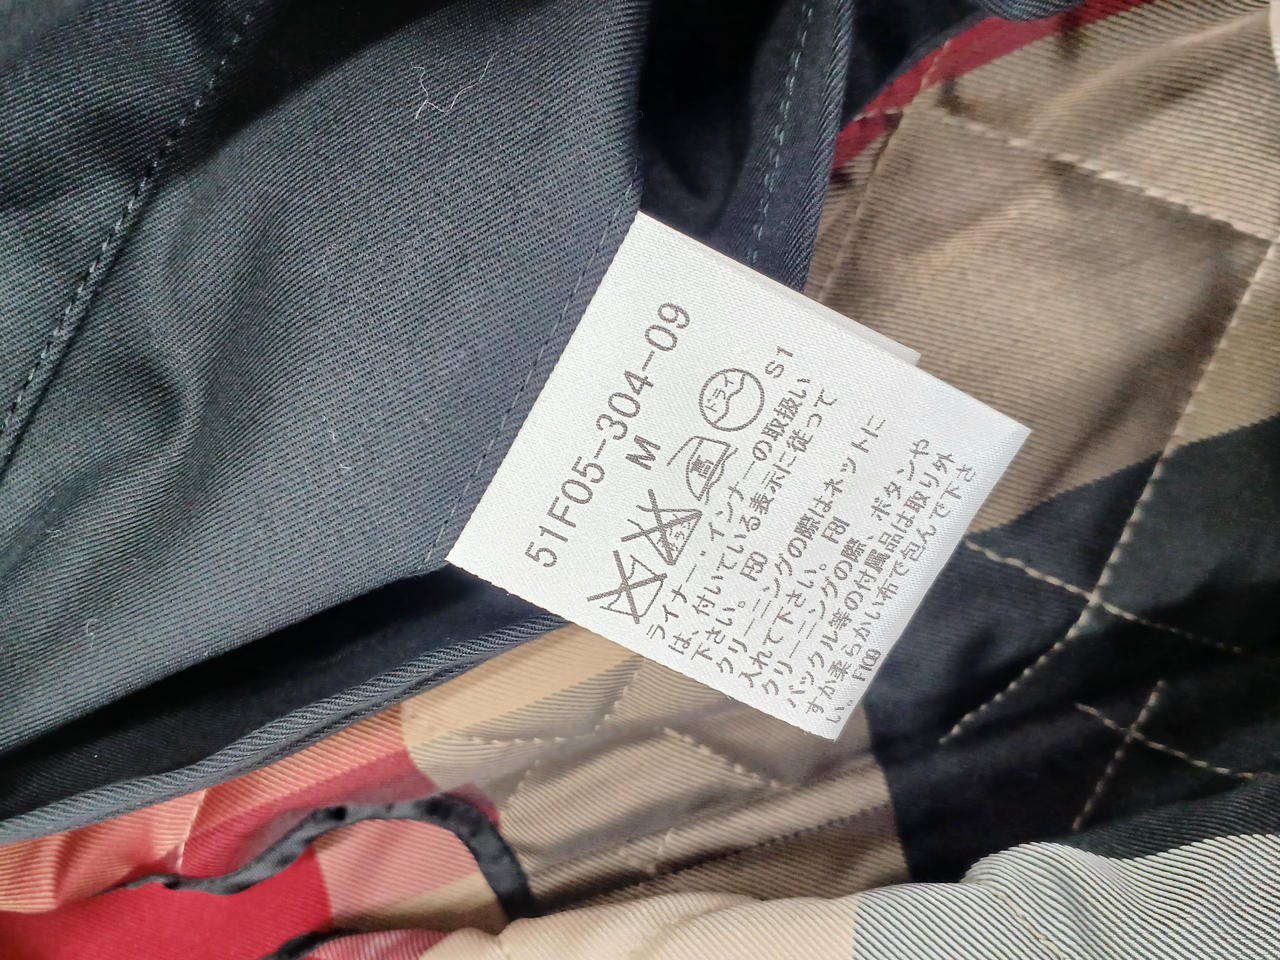 51F05-304-09
M
高
ドライ
S1
ライナー・インナーの取扱い
は、付いている表示に従って
下さい。 F50
クリーニングの際はネットに
入れて下さい。 F81
クリーニングの際、ボタンや
バックル等の付属品は取り外
すか柔らかい布で包んで下さ
い。F109